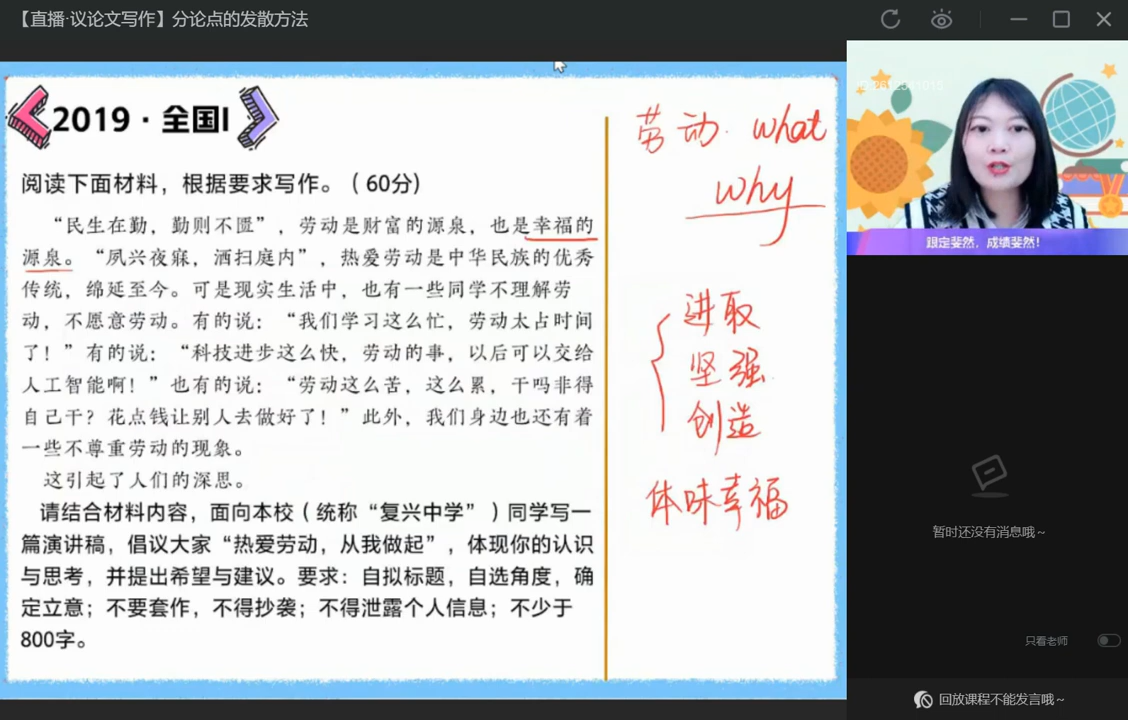 【直播·议论文写作】分论点的发散方法
2019·全国I
阅读下面材料，根据要求写作。（60分）
“民生在勤，勤则不匮”，劳动是财富的源泉，也是幸福的
源泉。“夙兴夜寐，洒扫庭内”，热爱劳动是中华民族的优秀
传统，绵延至今。可是现实生活中，也有一些同学不理解劳
动，不愿意劳动。有的说：“我们学习这么忙，劳动太占时间
了！”有的说：“科技进步这么快，劳动的事，以后可以交给
人工智能啊！”也有的说：“劳动这么苦，这么累，干吗非得
自己干？花点钱让别人去做好了！”此外，我们身边也还有着
一些不尊重劳动的现象。
这引起了人们的深思。
请结合材料内容，面向本校（统称“复兴中学”）同学写一
篇演讲稿，倡议大家“热爱劳动，从我做起”，体现你的认识
与思考，并提出希望与建议。要求：自拟标题，自选角度，确
定立意；不要套作，不得抄袭；不得泄露个人信息；不少于
800字。
劳动. what
why
进取
坚强
创造
体味幸福
跟定斐然，成绩斐然！
暂时还没有消息哦～
只看老师
回放课程不能发言哦～